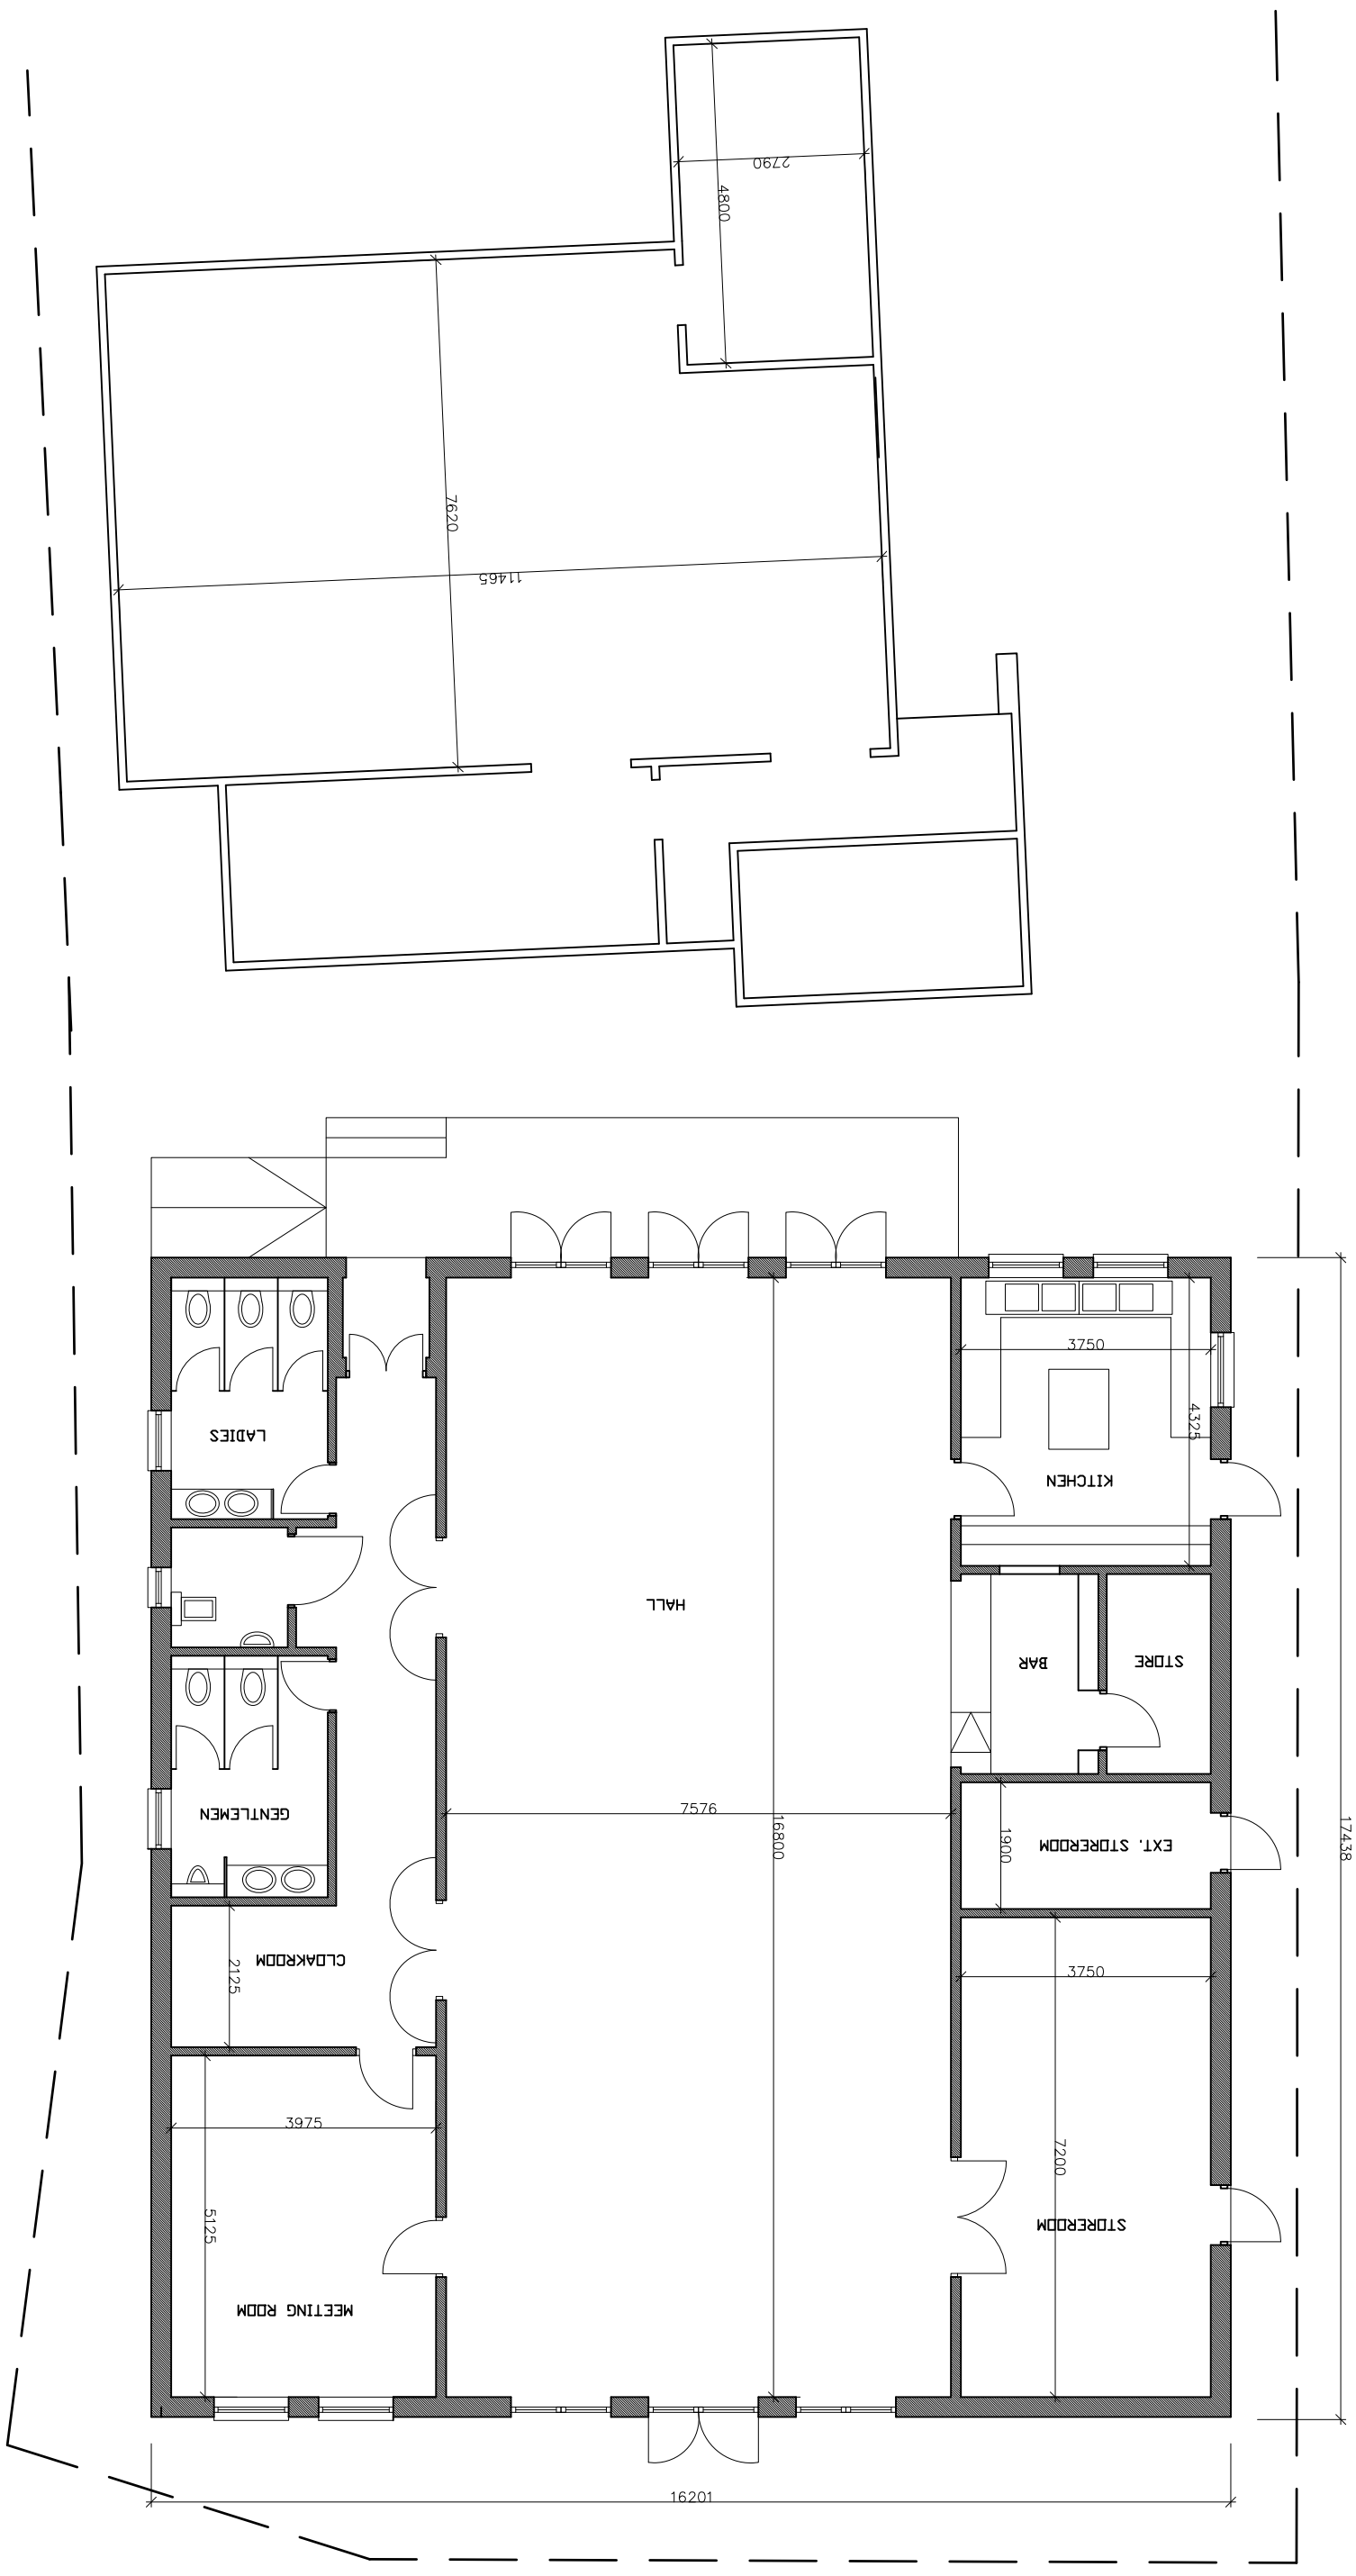 2790
4800
7620
11465
3750
4325
LADIES
KITCHEN
HALL
BAR
STORE
GENTLEMEN
7576
16800
1900
EXT. STOREROOM
17438
CLOAKROOM
2125
3750
3975
7200
5125
STOREROOM
MEETING ROOM
16201